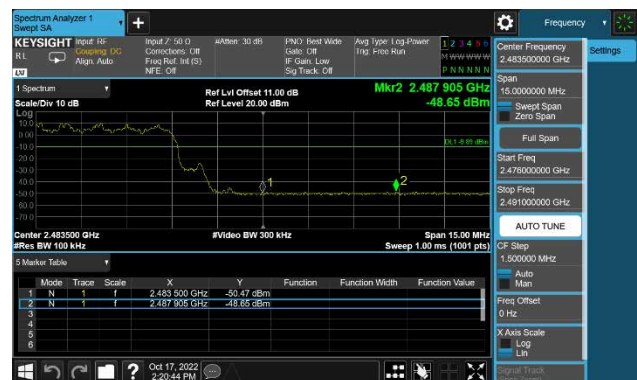 Spectrum Analyzer 1
Swept SA
+
Frequency
KEYSIGHT
RL
Input: RF
Coupling: DC
Align: Auto
Input Z: 50 Ω
Corrections: Off
Freq Ref: Int (S)
NFE: Off
#Atten: 30 dB
PNO: Best Wide
Gate: Off
IF Gain: Low
Sig Track: Off
Avg Type: Log-Power
Trig: Free Run
1 2 3 4 5 6
M W W W W W
P N N N N N
1 Spectrum
Scale/Div 10 dB
Ref Lvl Offset 11.00 dB
Ref Level 20.00 dBm
Mkr2 2.487 905 GHz
-48.65 dBm
Log
10.0
0.00
-10.0
-20.0
-30.0
-40.0
-50.0
-60.0
-70.0
1
2
Center 2.483500 GHz
#Res BW 100 kHz
#Video BW 300 kHz
Span 15.00 MHz
Sweep 1.00 ms (1001 pts)
5 Marker Table
Mode Trace Scale X Y Function Function Width Function Value
1 N 1 f 2.483 500 GHz -50.47 dBm
2 N 1 f 2.487 905 GHz -48.65 dBm
3
4
5
6
Oct 17, 2022
2:20:44 PM
Center Frequency
2.483500000 GHz
Settings
Span
15.0000000 MHz
Swept Span
Zero Span
Full Span
Start Freq
2.476000000 GHz
Stop Freq
2.491000000 GHz
AUTO TUNE
CF Step
1.500000 MHz
Auto
Man
Freq Offset
0 Hz
X Axis Scale
Log
Lin
Signal Track